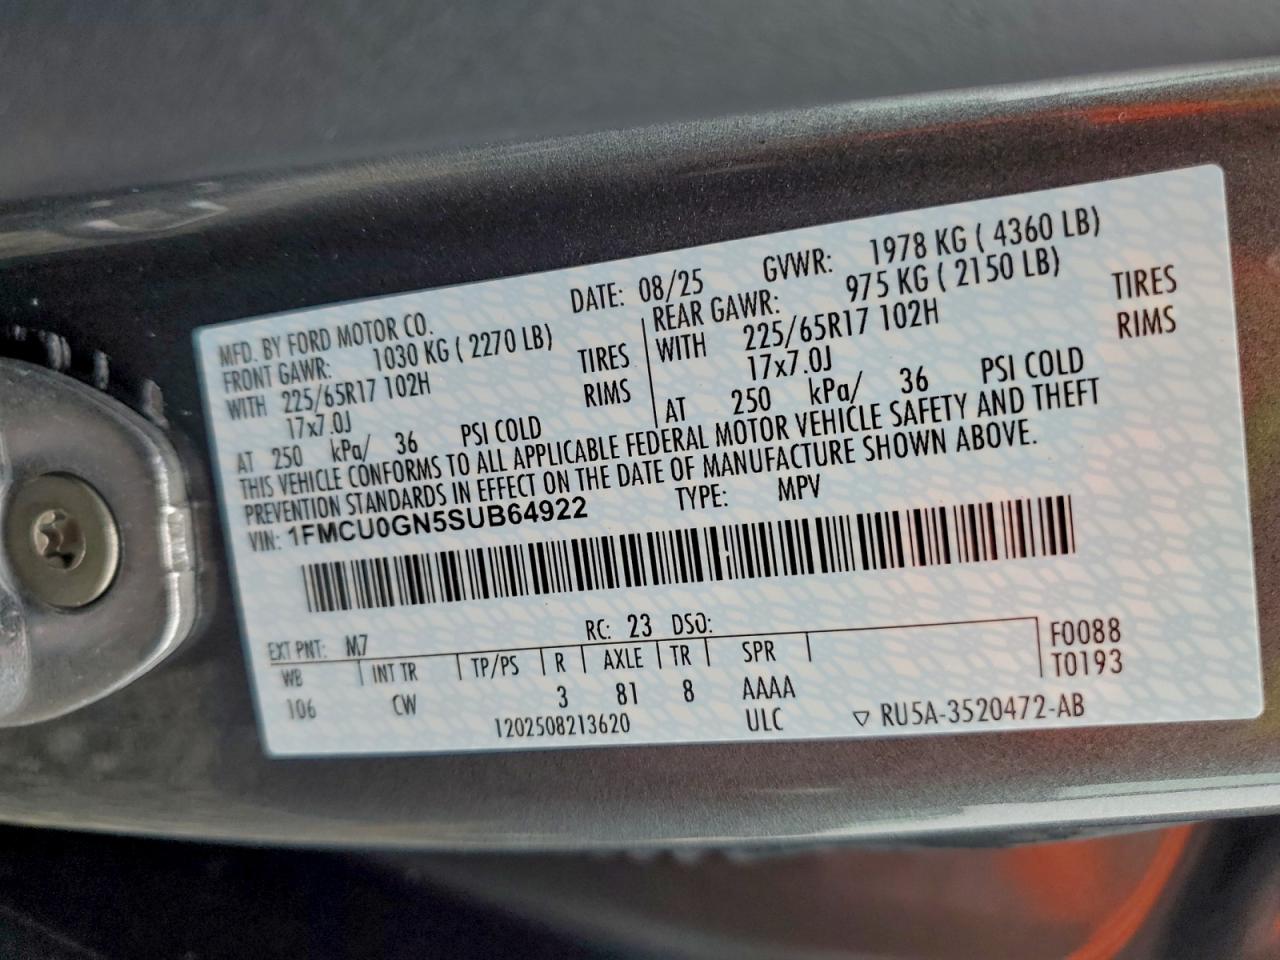 MFD. BY FORD MOTOR CO.
DATE: 08/25 GVWR: 1978 KG ( 4360 LB)
FRONT GAWR: 1030 KG ( 2270 LB)
WITH 225/65R17 102H TIRES
17x7.0J RIMS
AT 250 kPa/ 36 PSI COLD
REAR GAWR: 975 KG ( 2150 LB)
WITH 225/65R17 102H TIRES
17x7.0J RIMS
AT 250 kPa/ 36 PSI COLD
THIS VEHICLE CONFORMS TO ALL APPLICABLE FEDERAL MOTOR VEHICLE SAFETY AND THEFT
PREVENTION STANDARDS IN EFFECT ON THE DATE OF MANUFACTURE SHOWN ABOVE.
VIN: 1FMCU0GN5SUB64922 TYPE: MPV
EXT PNT: M7 RC: 23 DSO:
WB INT TR TP/PS R AXLE TR SPR
106 CW 3 81 8 AAAA
F0088
T0193
1202508213620 ULC ▽ RU5A-3520472-AB